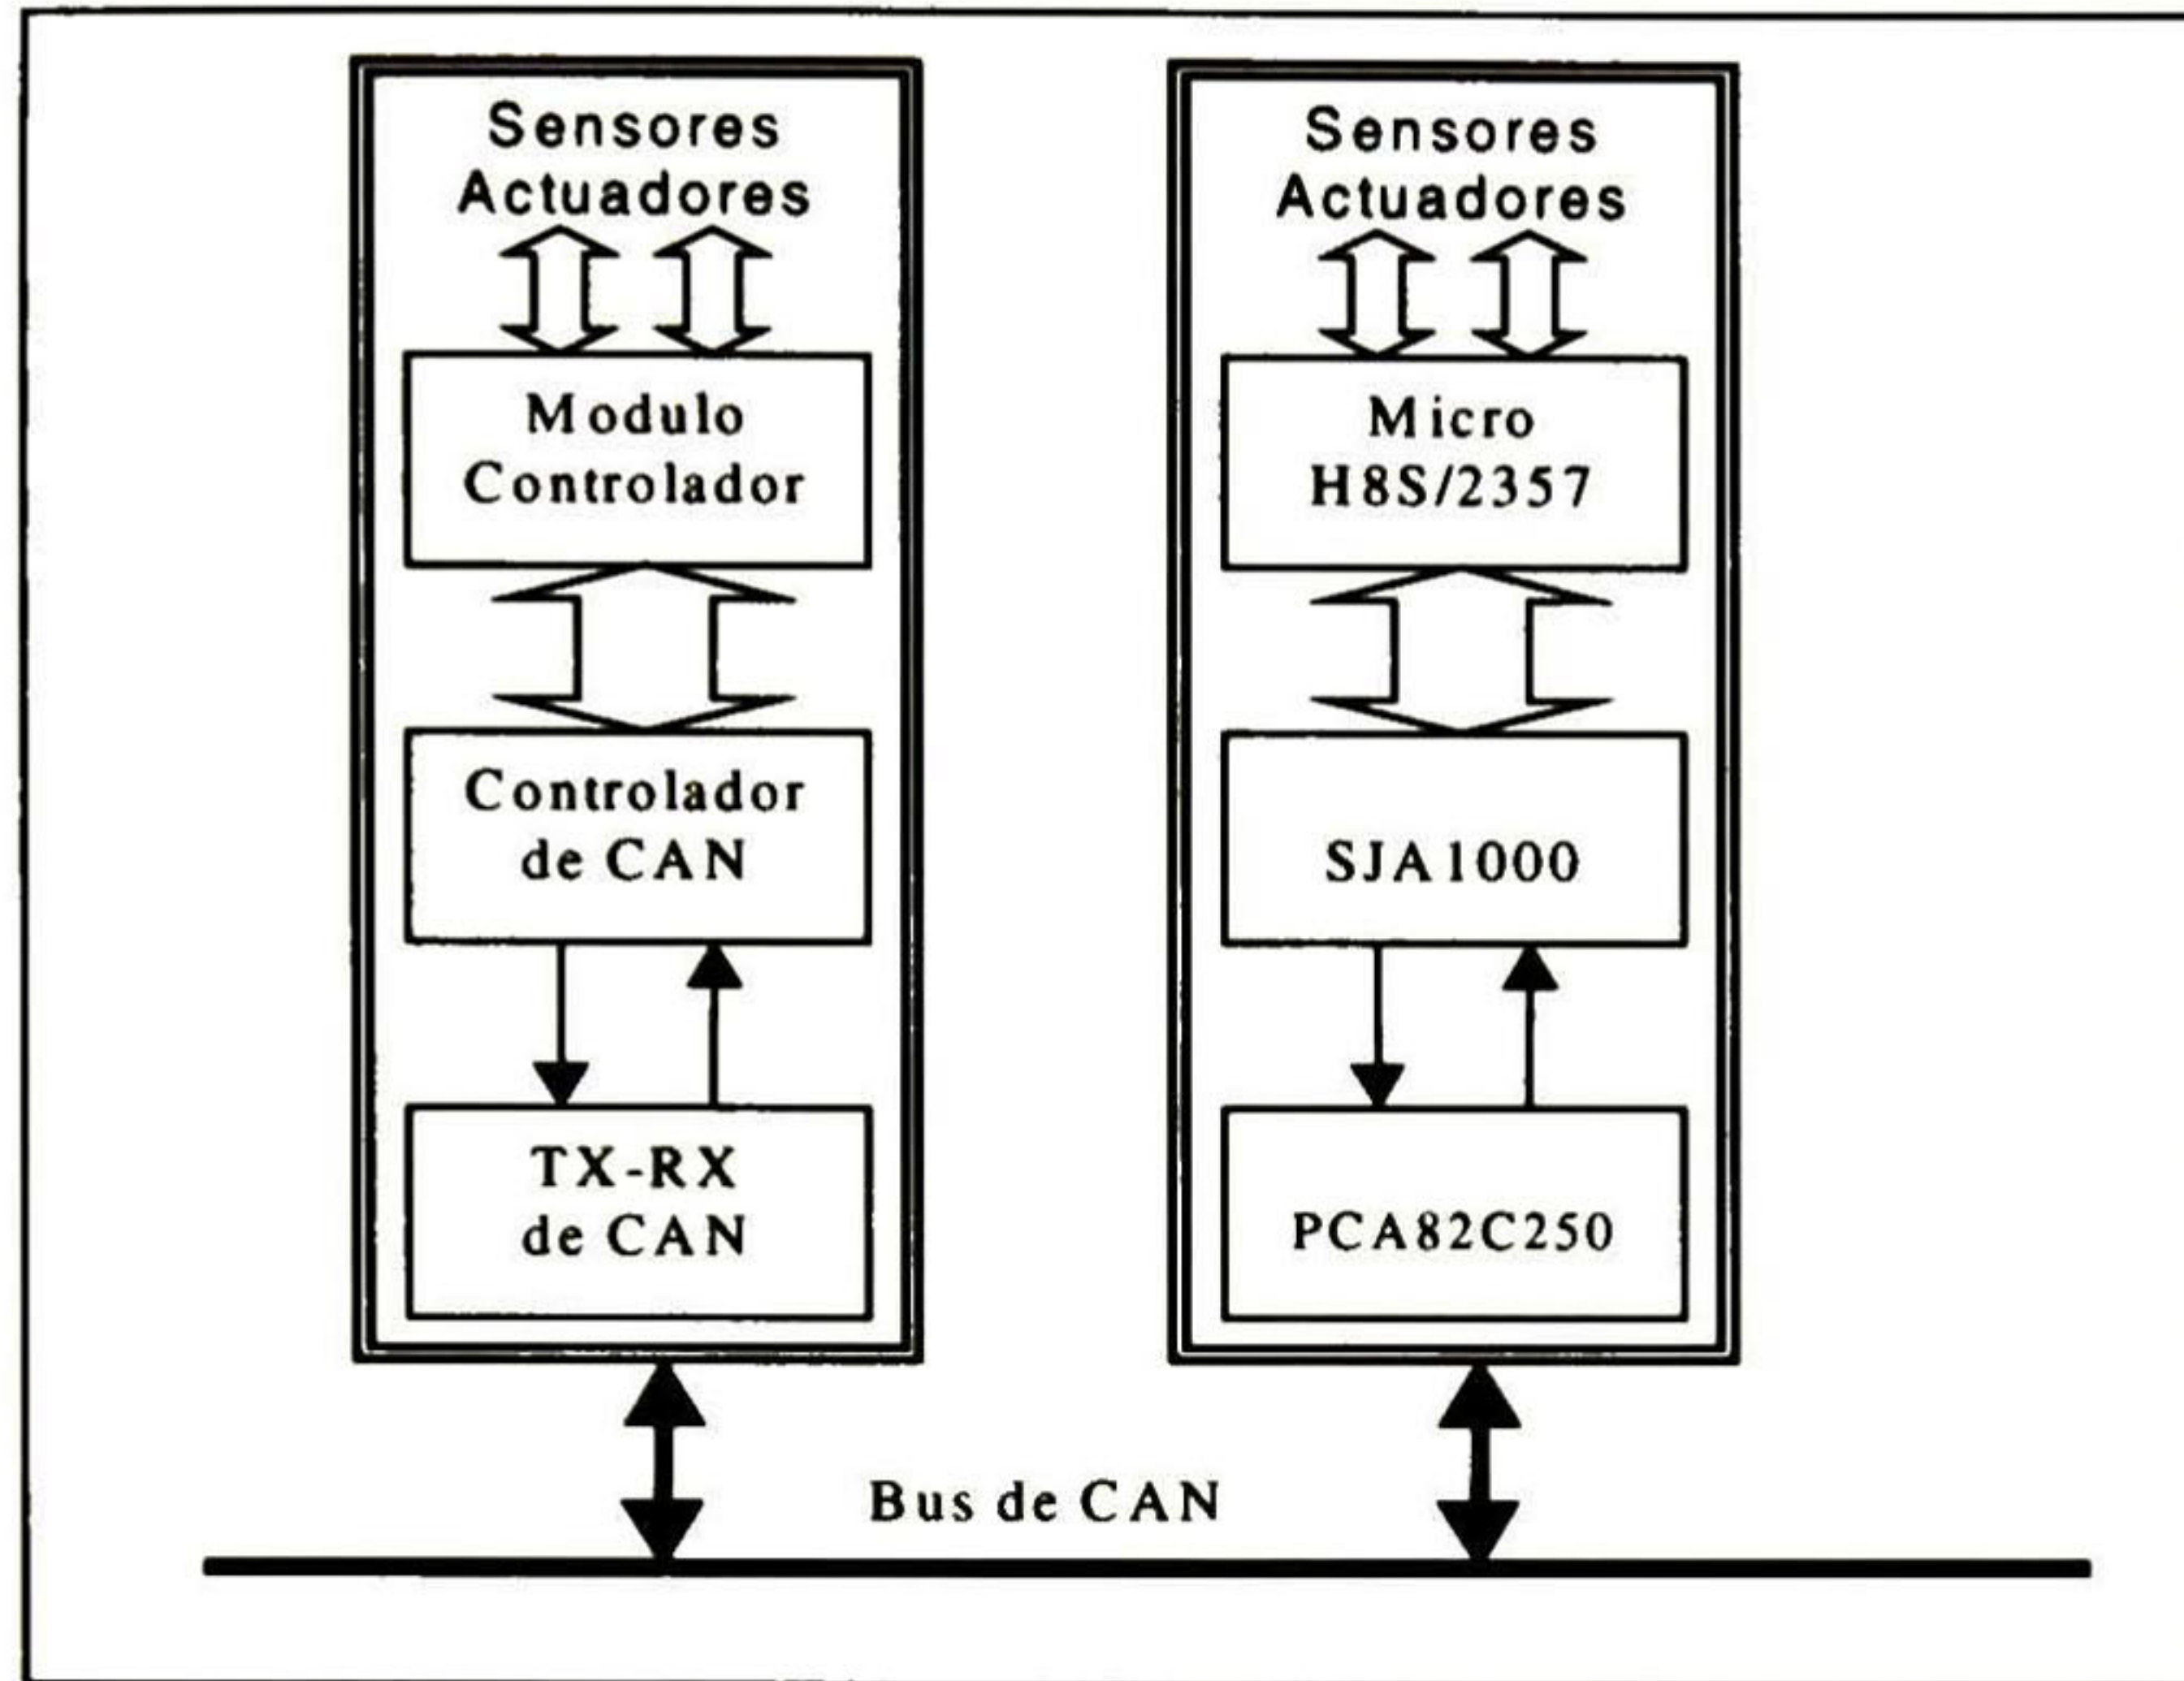 Sensores
Actuadores
Modulo
Controlador
Controlador
de CAN
TX-RX
de CAN
Sensores
Actuadores
Micro
H8S/2357
SJA1000
PCA82C250
Bus de CAN